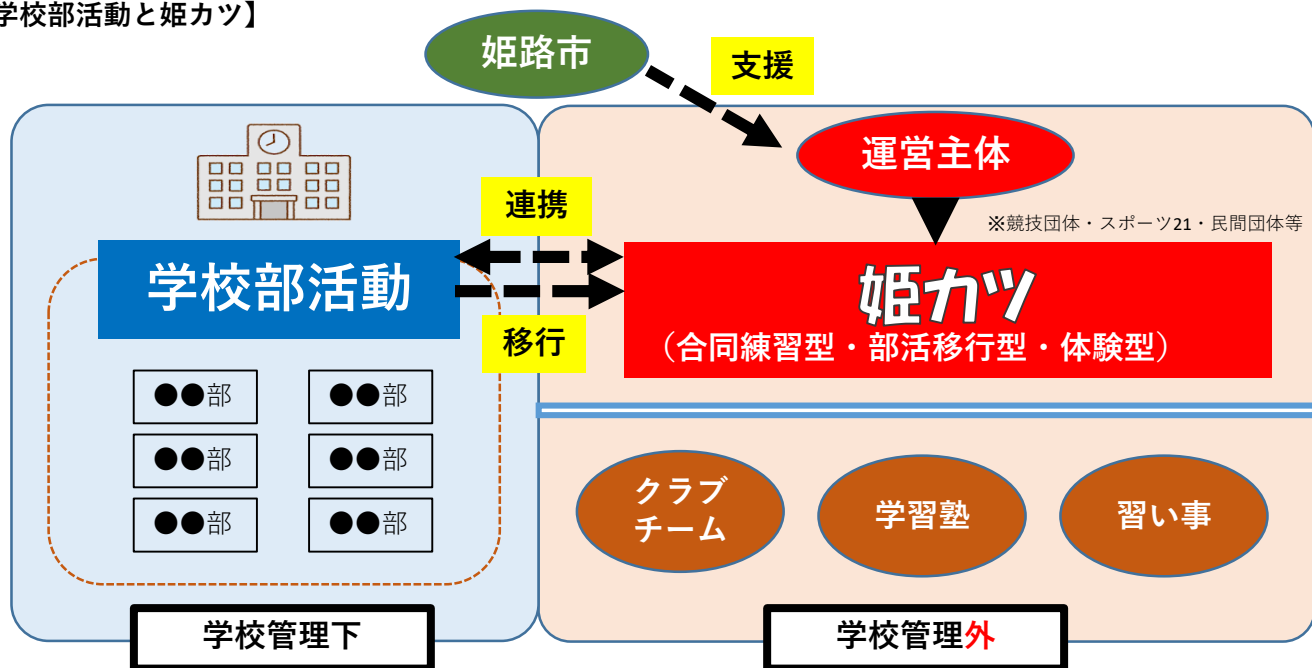 学校部活動と姫カツ】
姫路市
支援
運営主体
※競技団体・スポーツ21・民間団体等
連携
学校部活動
姫カツ
（合同練習型・部活移行型・体験型）
移行
●●部
●●部
●●部
●●部
●●部
●●部
クラブ
チーム
学習塾
習い事
学校管理下
学校管理外